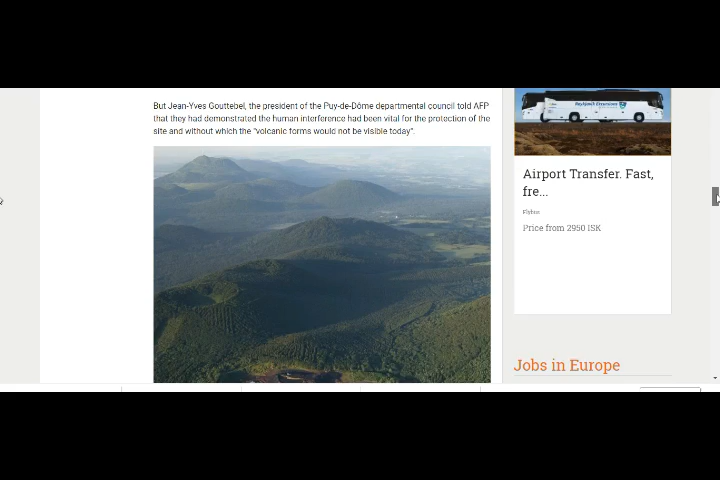 But Jean-Yves Gouttebel, the president of the Puy-de-Dôme departmental council told AFP
that they had demonstrated the human interference had been vital for the protection of the
site and without which the "volcanic forms would not be visible today".
Reykjavik Excursions
Airport Transfer. Fast,
fre...
Flybus
Price from 2950 ISK
Jobs in Europe